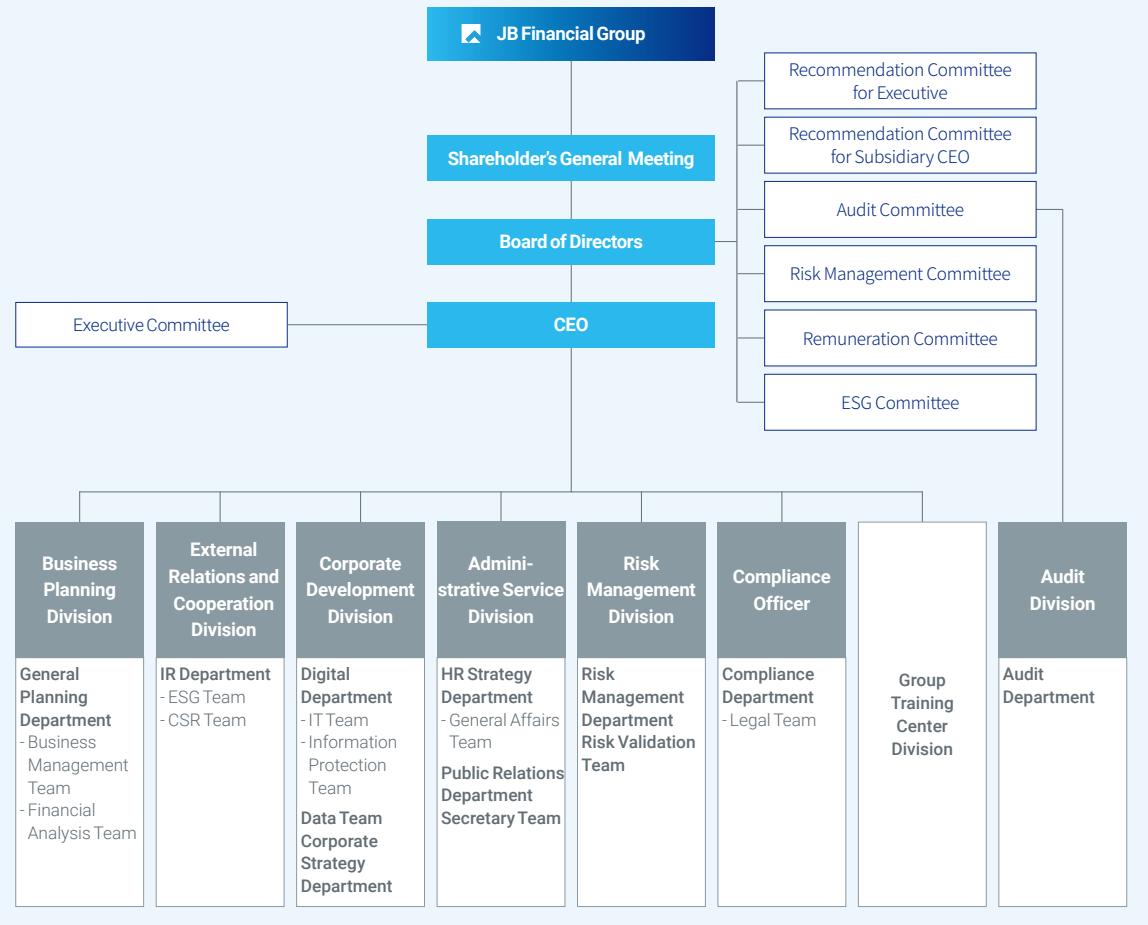 JB Financial Group
Shareholder's General Meeting
Board of Directors
CEO
Executive Committee
Recommendation Committee
for Executive
Recommendation Committee
for Subsidiary CEO
Audit Committee
Risk Management Committee
Remuneration Committee
ESG Committee
Business
Planning
Division
General
Planning
Department
- Business
Management
Team
- Financial
Analysis Team
External
Relations and
Cooperation
Division
IR Department
- ESG Team
- CSR Team
Corporate
Development
Division
Digital
Department
- IT Team
- Information
Protection
Team
Data Team
Corporate
Strategy
Department
Admini-
strative Service
Division
HR Strategy
Department
- General Affairs
Team
Public Relations
Department
Secretary Team
Risk
Management
Division
Risk
Management
Department
Risk Validation
Team
Compliance
Officer
Compliance
Department
- Legal Team
Group
Training
Center
Division
Audit
Division
Audit
Department